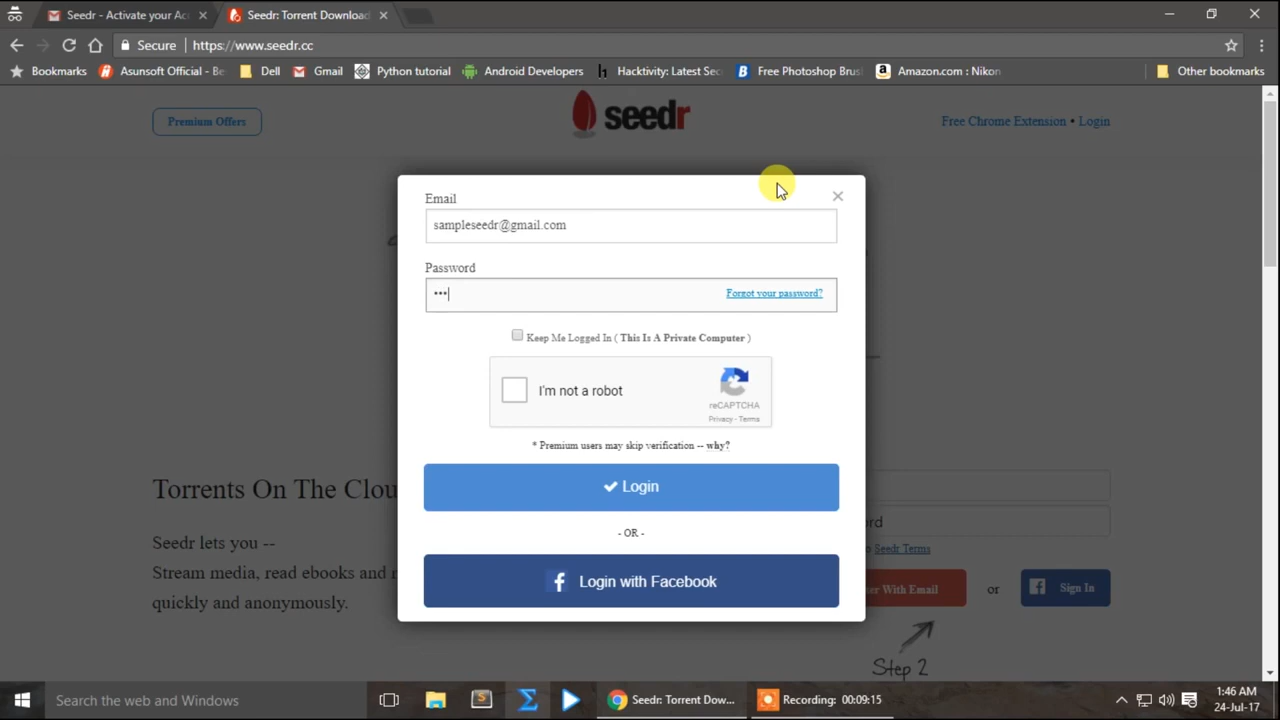 Seedr - Activate your Acc
Seedr: Torrent Download
Secure
https://www.seedr.cc
Bookmarks
Asunsoft Official - Be
Dell
Gmail
Python tutorial
Android Developers
Hacktivity: Latest Sec
Free Photoshop Brus
Amazon.com : Nikon
Other bookmarks
Premium Offers
seedr
Free Chrome Extension • Login
Email
sampleseedr@gmail.com
Password
•••
Forgot your password?
Keep Me Logged In ( This Is A Private Computer )
I'm not a robot
reCAPTCHA
Privacy - Terms
* Premium users may skip verification -- why?
Login
- OR -
Login with Facebook
Torrents On The Clou
Seedr lets you --
Stream media, read ebooks and
quickly and anonymously.
Seedr Terms
With Email
or
Sign In
Step 2
Search the web and Windows
Seedr: Torrent Dow...
Recording: 00:09:15
1:46 AM
24-Jul-17